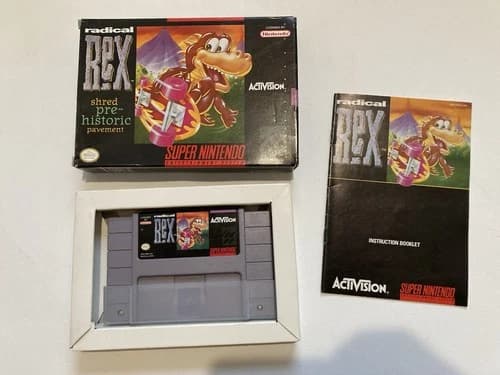 radical
REX
LICENSED BY
Nintendo
ACTIVISION.
shred
pre-
historic
pavement
SUPER NINTENDO
ENTERTAINMENT SYSTEM
radical
REX
INSTRUCTION BOOKLET
ACTIVISION.
SUPER NINTENDO
radical
REX
ACTIVISION